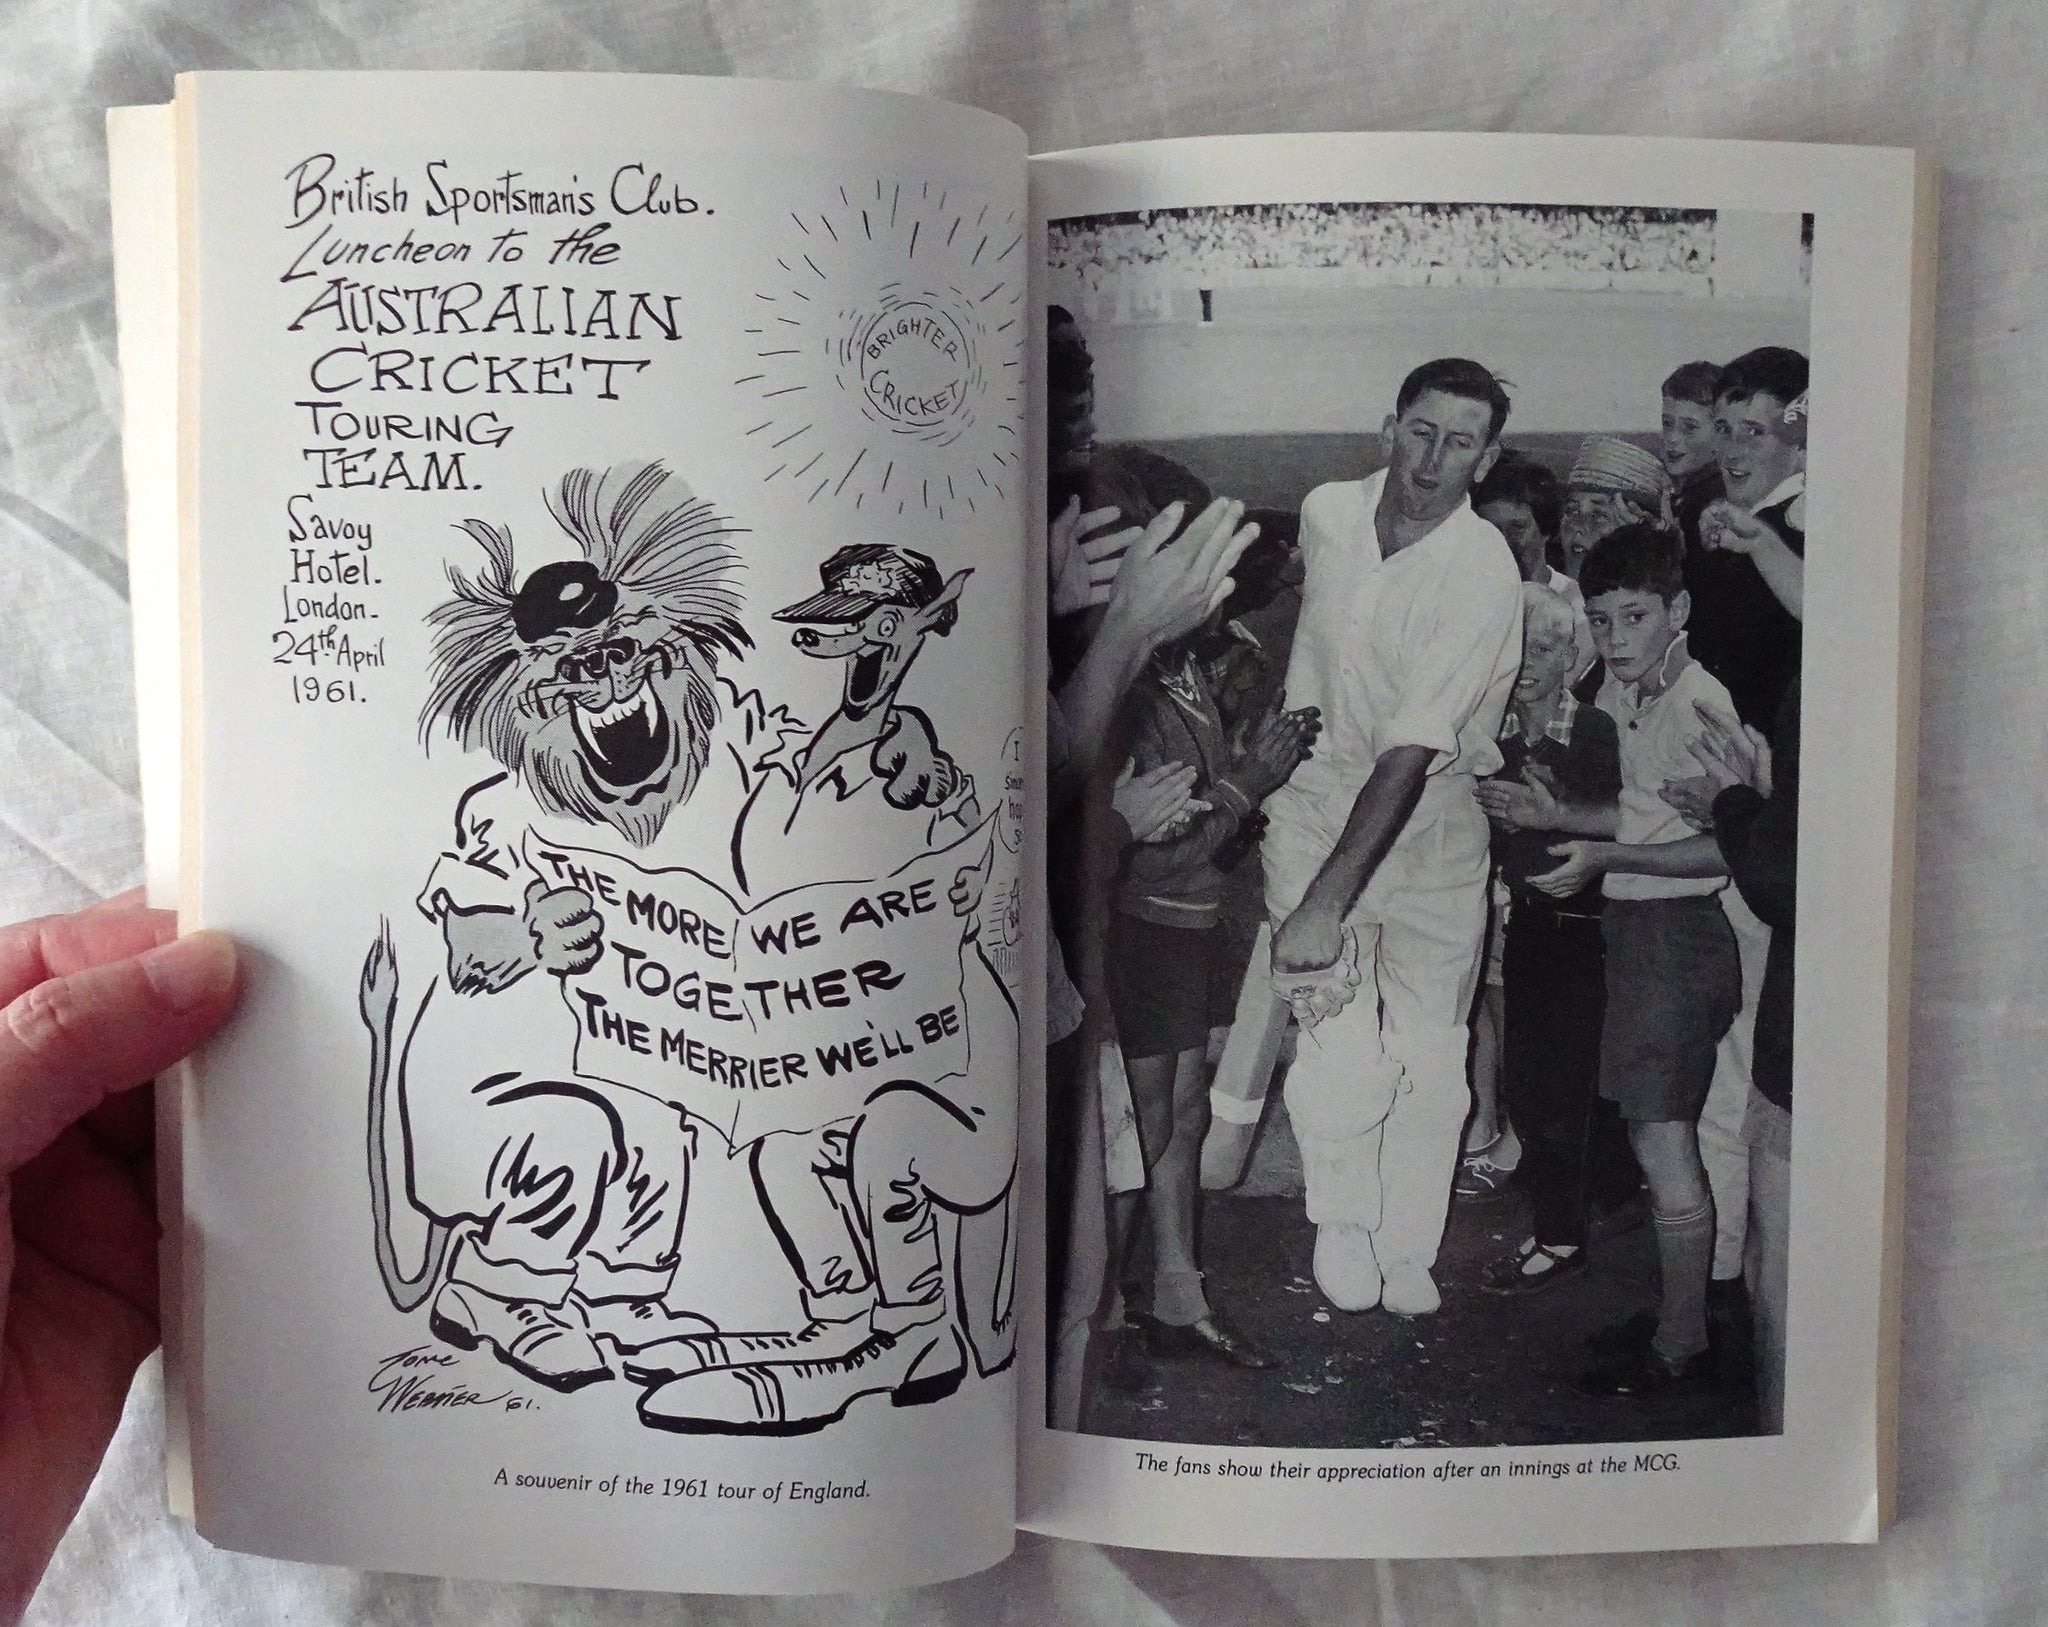 British Sportsman's Club.
Luncheon to the
AUSTRALIAN
CRICKET
TOURING
TEAM.
Savoy
Hotel.
London-
24th April
1961.
BRIGHTER
CRICKET
THE MORE WE ARE
TOGETHER
THE MERRIER WE'LL BE
TOM
WEBSTER 61.
A souvenir of the 1961 tour of England.
The fans show their appreciation after an innings at the MCG.